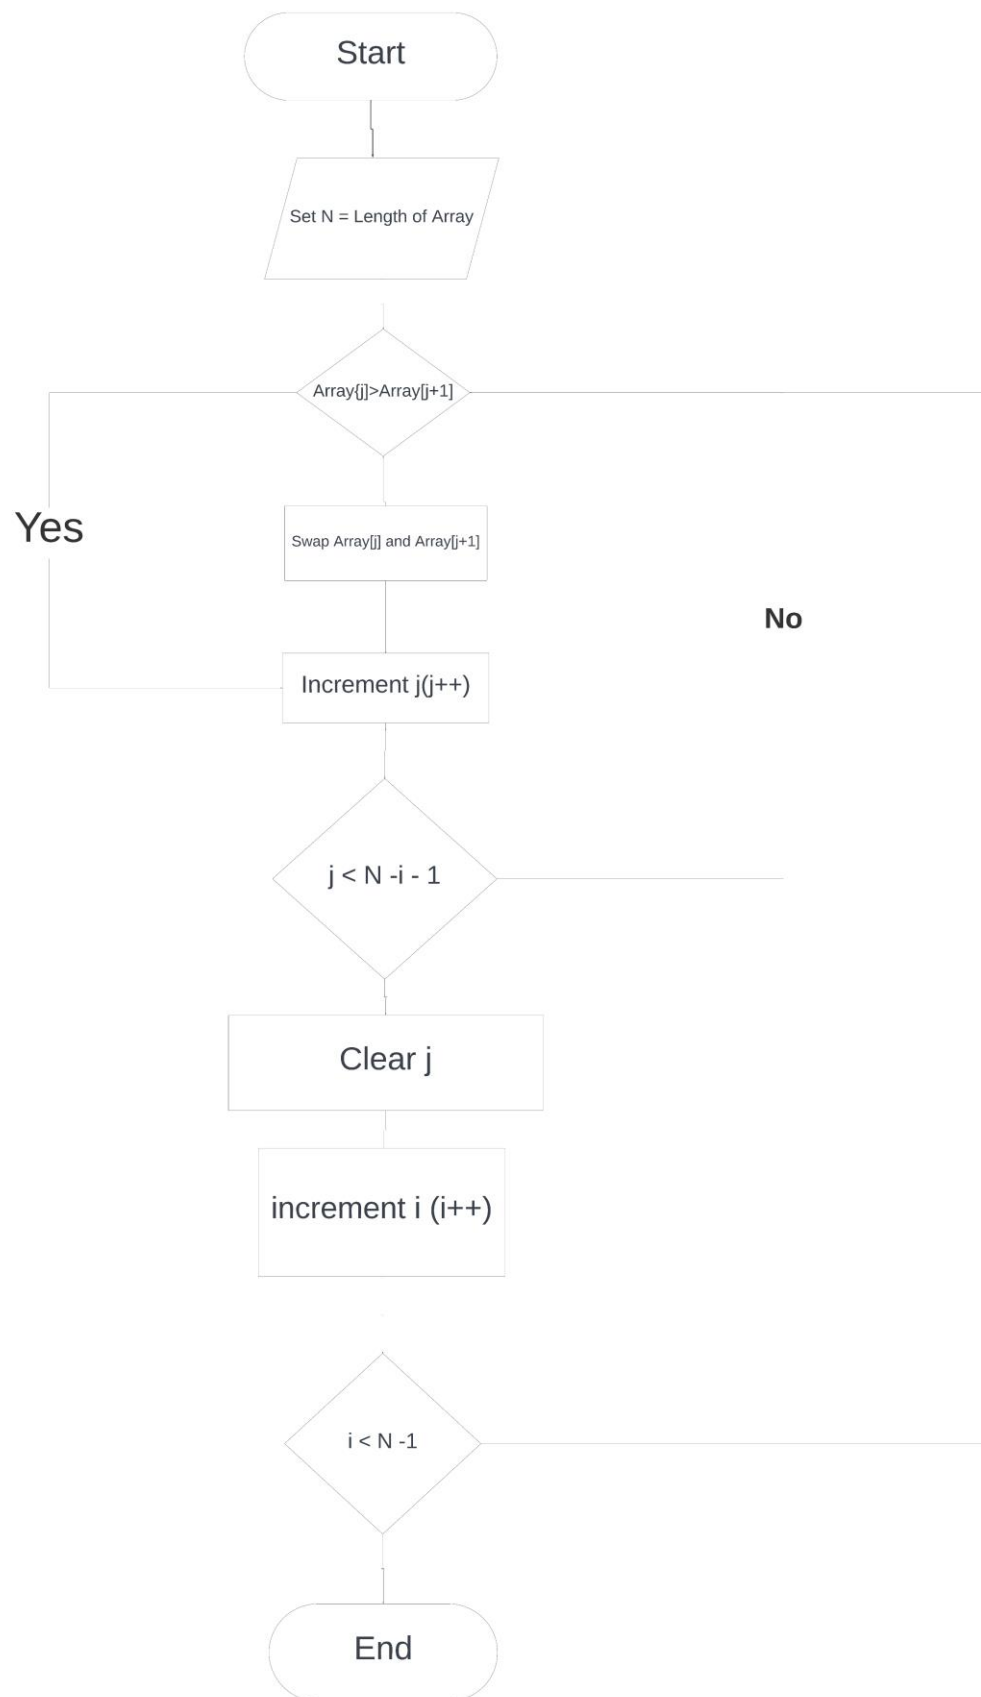 Start
Set N = Length of Array
Array{j]>Array[j+1]
Yes
Swap Array[j] and Array[j+1]
No
Increment j(j++)
j < N -i - 1
Clear j
increment i (i++)
i < N -1
End